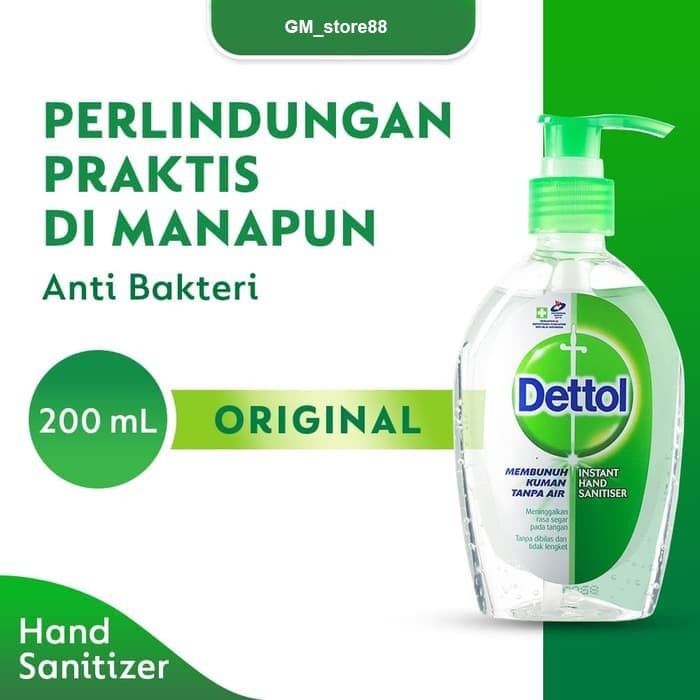 GM_store88
PERLINDUNGAN
PRAKTIS
DI MANAPUN
Anti Bakteri
200 mL
ORIGINAL
Dettol
MEMBUNUH
KUMAN
TANPA AIR
INSTANT
HAND
SANITISER
Meninggalkan
rasa segar
pada tangan
Tanpa dibilas dan
tidak lengket
Hand
Sanitizer